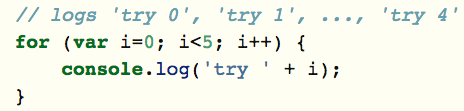 // logs 'try 0', 'try 1', ..., 'try 4'
for (var i=0; i<5; i++) {
    console.log('try ' + i);
}